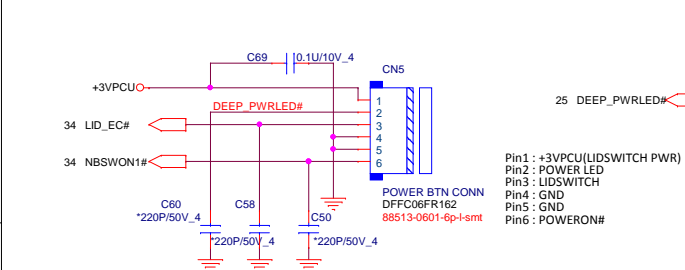 C69
0.1U/10V_4
CN5
+3VPCU
DEEP_PWRLED#
25 DEEP_PWRLED#
34 LID_EC#
34 NBSWON1#
1
2
3
4
5
6
Pin1 : +3VPCU(LIDSWITCH PWR)
Pin2 : POWER LED
Pin3 : LIDSWITCH
Pin4 : GND
Pin5 : GND
Pin6 : POWERON#
POWER BTN CONN
DFFC06FR162
88513-0601-6p-l-smt
C60
*220P/50V_4
C58
*220P/50V_4
C50
*220P/50V_4